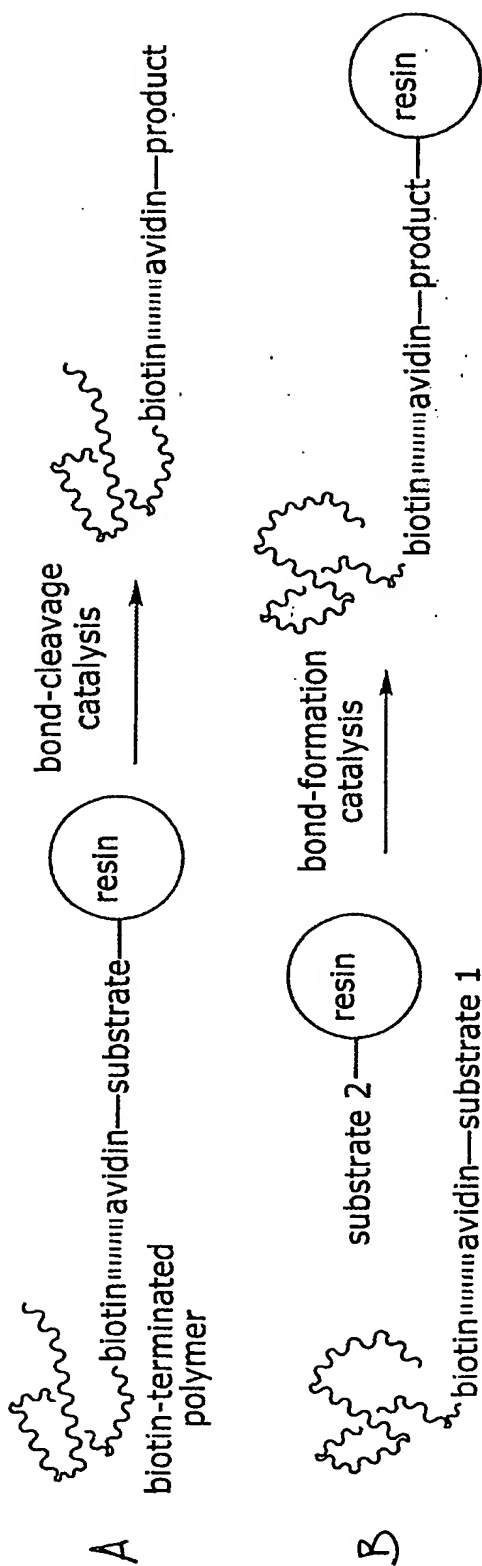 A
biotin-avidin—substrate—resin
biotin-terminated
polymer
bond-cleavage
catalysis
biotin-avidin—product
B
biotin-avidin—substrate 1
substrate 2—resin
bond-formation
catalysis
biotin-avidin—product—resin